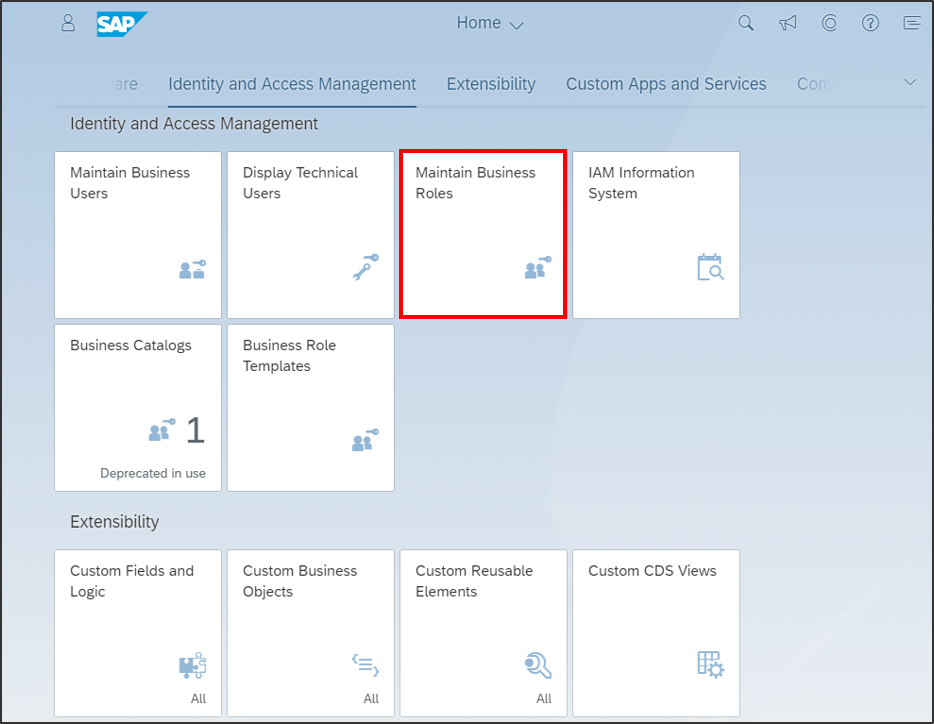 SAP
Home
are
Identity and Access Management
Extensibility
Custom Apps and Services
Com
Identity and Access Management
Maintain Business
Users
Display Technical
Users
Maintain Business
Roles
IAM Information
System
Business Catalogs
1
Deprecated in use
Business Role
Templates
Extensibility
Custom Fields and
Logic
All
Custom Business
Objects
All
Custom Reusable
Elements
All
Custom CDS Views